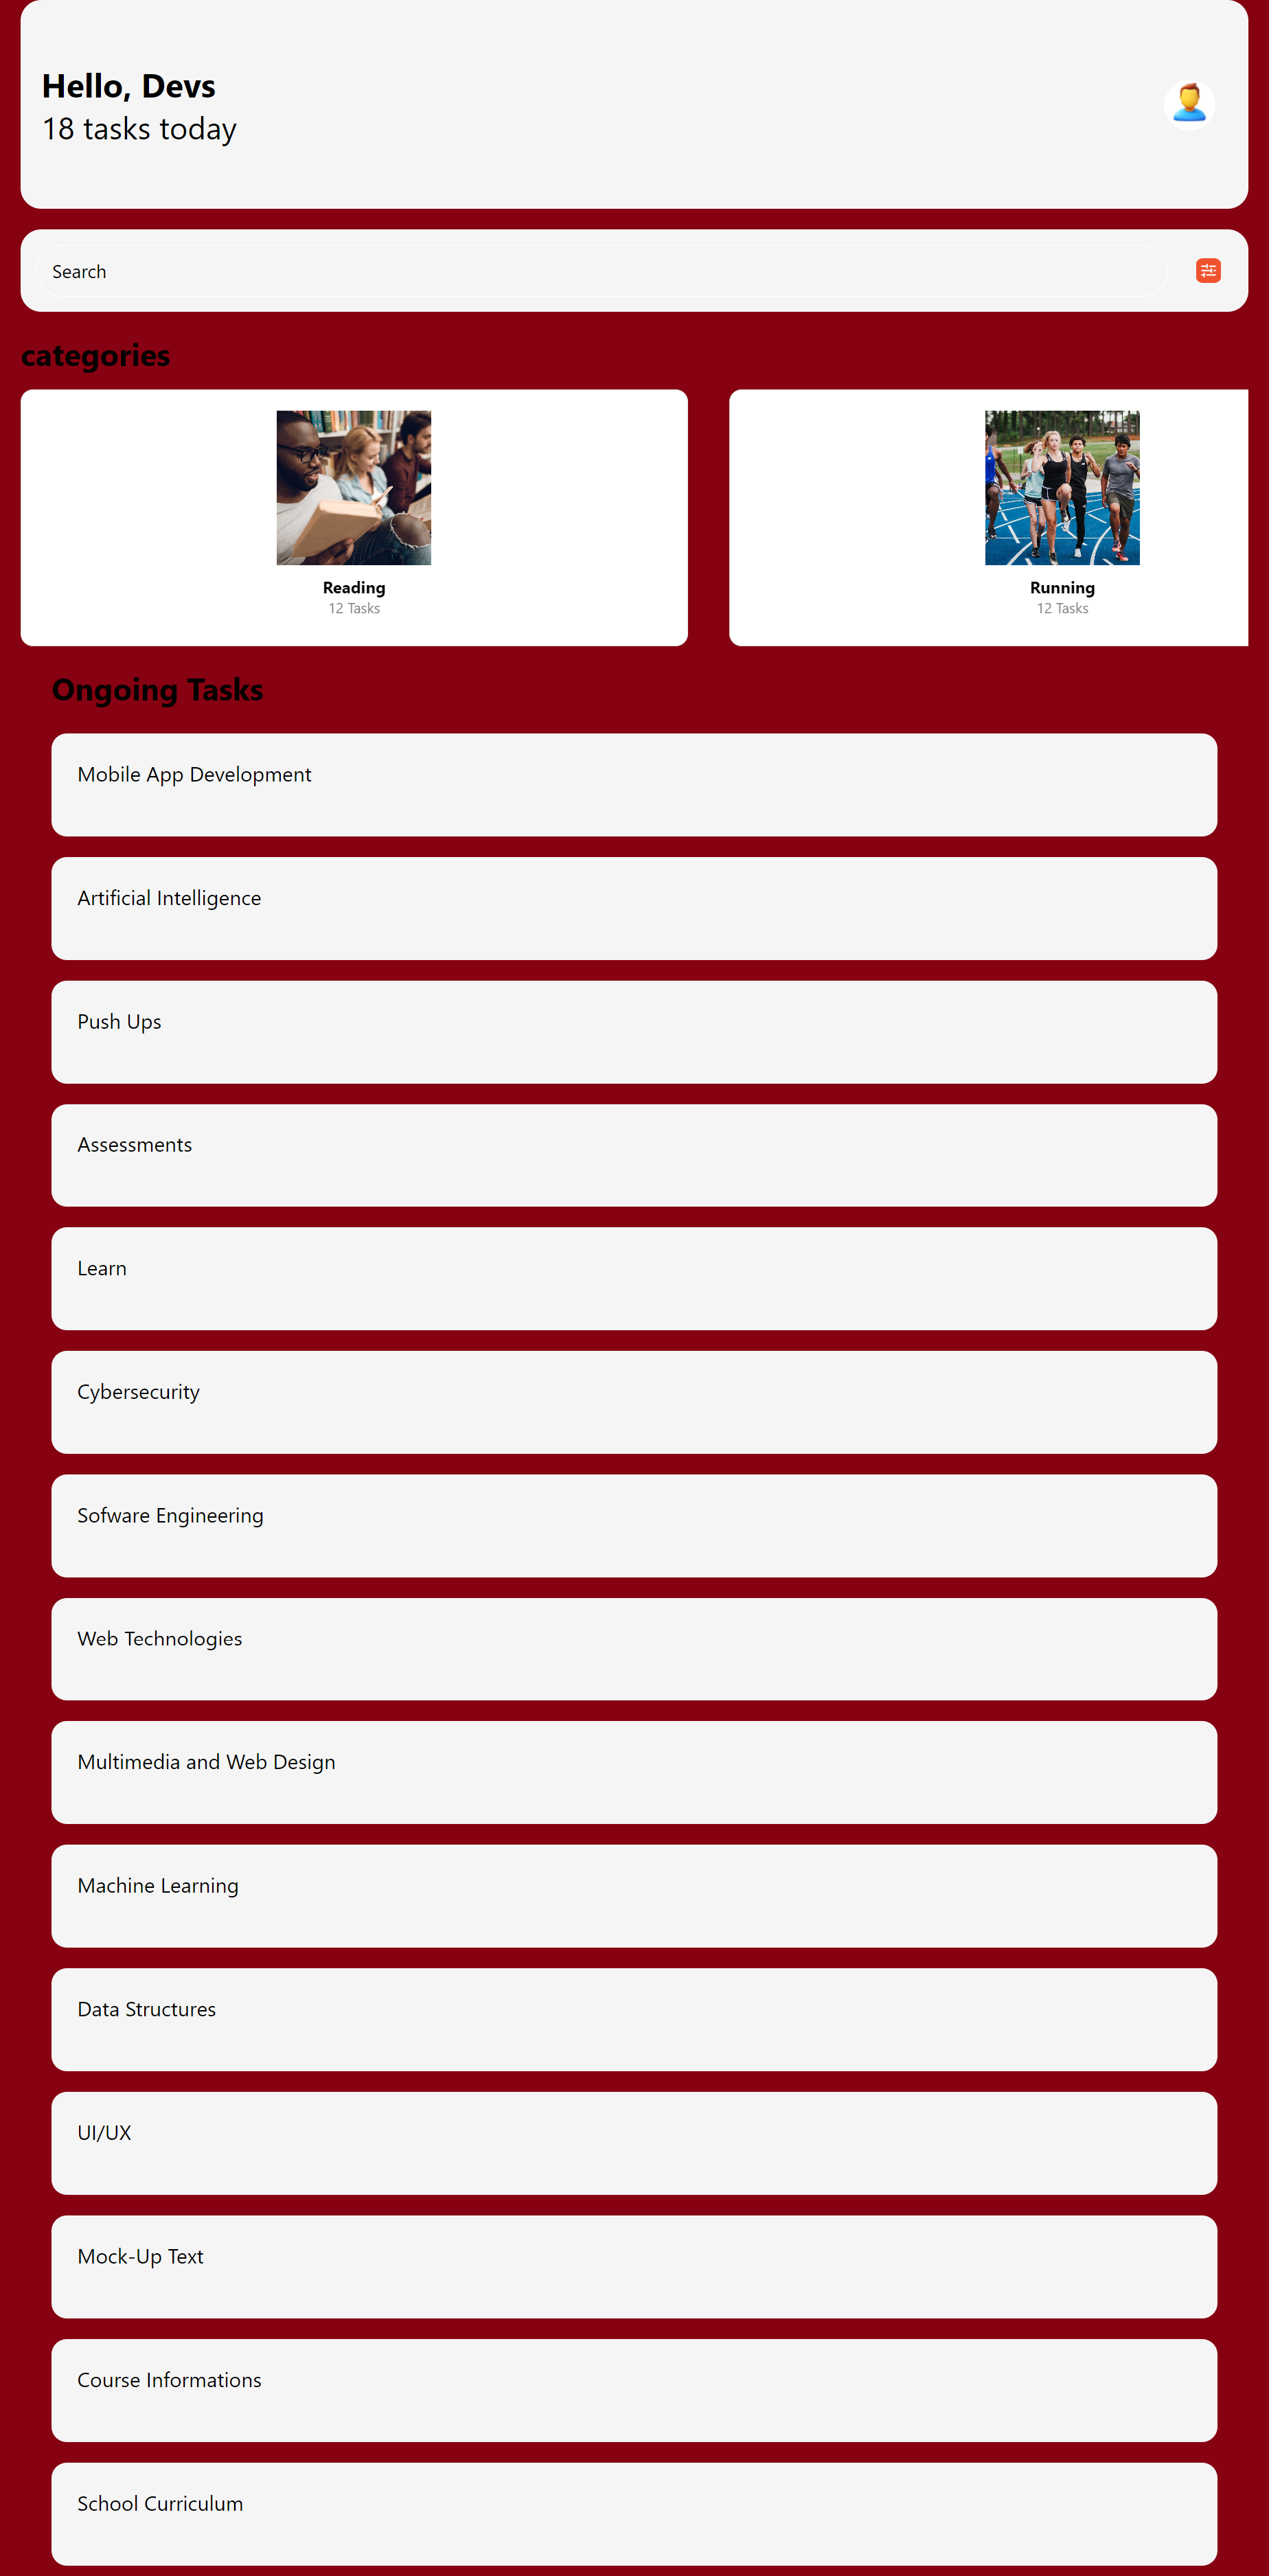 Hello, Devs
18 tasks today
Search
categories
Reading
12 Tasks
Running
12 Tasks
Ongoing Tasks
Mobile App Development
Artificial Intelligence
Push Ups
Assessments
Learn
Cybersecurity
Sofware Engineering
Web Technologies
Multimedia and Web Design
Machine Learning
Data Structures
UI/UX
Mock-Up Text
Course Informations
School Curriculum